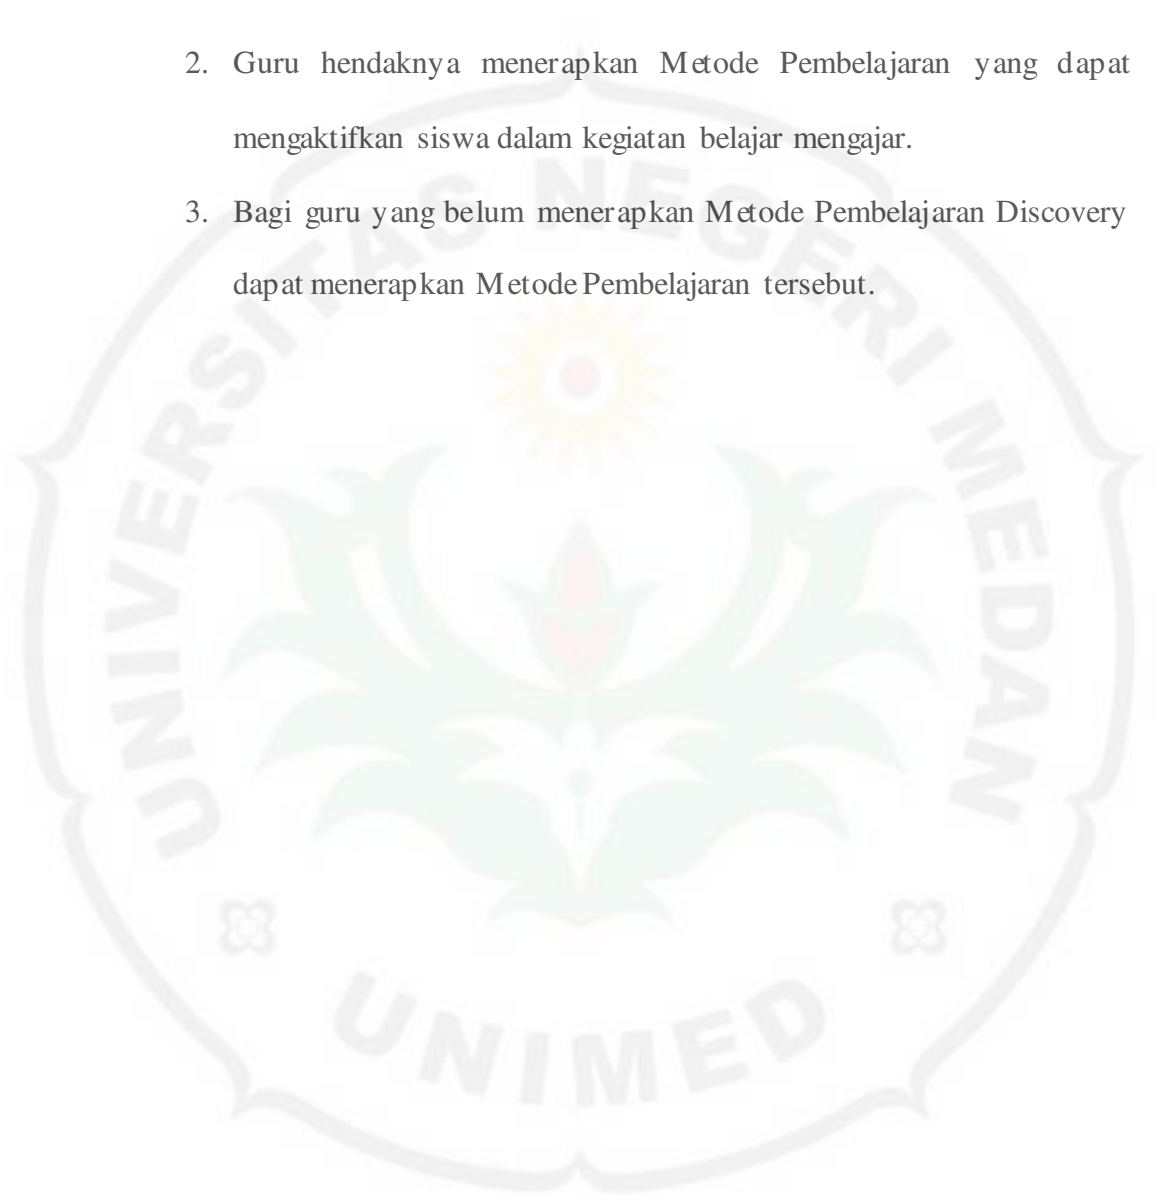 2. Guru hendaknya menerapkan Metode Pembelajaran yang dapat
mengaktifkan siswa dalam kegiatan belajar mengajar.
3. Bagi guru yang belum menerapkan Metode Pembelajaran Discovery
dapat menerapkan Metode Pembelajaran tersebut.
UNIVERSITAS NEGERI MEDAN
UNIMED